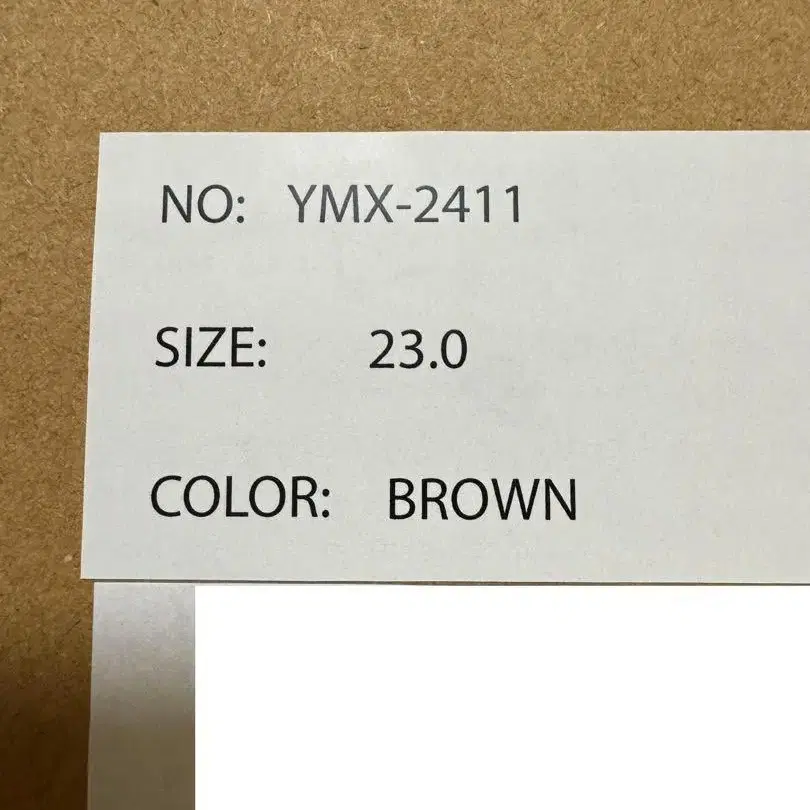 NO: YMX-2411
SIZE: 23.0
COLOR: BROWN